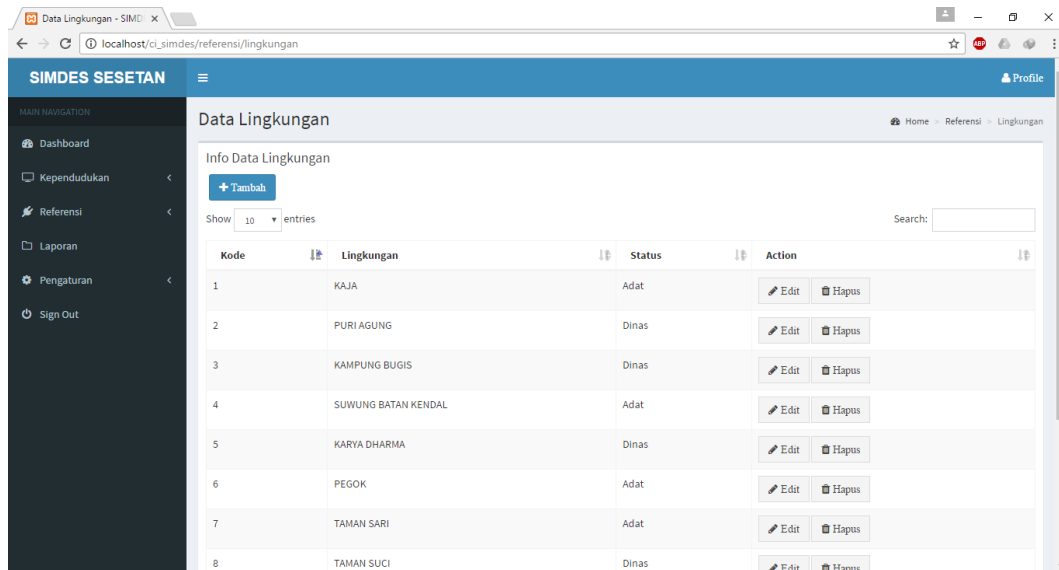 Data Lingkungan - SIMD
localhost/ci_simdes/referensi/lingkungan
ABP
SIMDES SESETAN
Profile
MAIN NAVIGATION
Dashboard
Kependudukan
Referensi
Laporan
Pengaturan
Sign Out
Data Lingkungan
Home > Referensi > Lingkungan
Info Data Lingkungan
+ Tambah
Show 10 entries
Search:
Kode Lingkungan Status Action
1 KAJA Adat Edit Hapus
2 PURI AGUNG Dinas Edit Hapus
3 KAMPUNG BUGIS Dinas Edit Hapus
4 SUWUNG BATAN KENDAL Adat Edit Hapus
5 KARYA DHARMA Dinas Edit Hapus
6 PEGOK Adat Edit Hapus
7 TAMAN SARI Adat Edit Hapus
8 TAMAN SUCI Dinas Edit Hapus